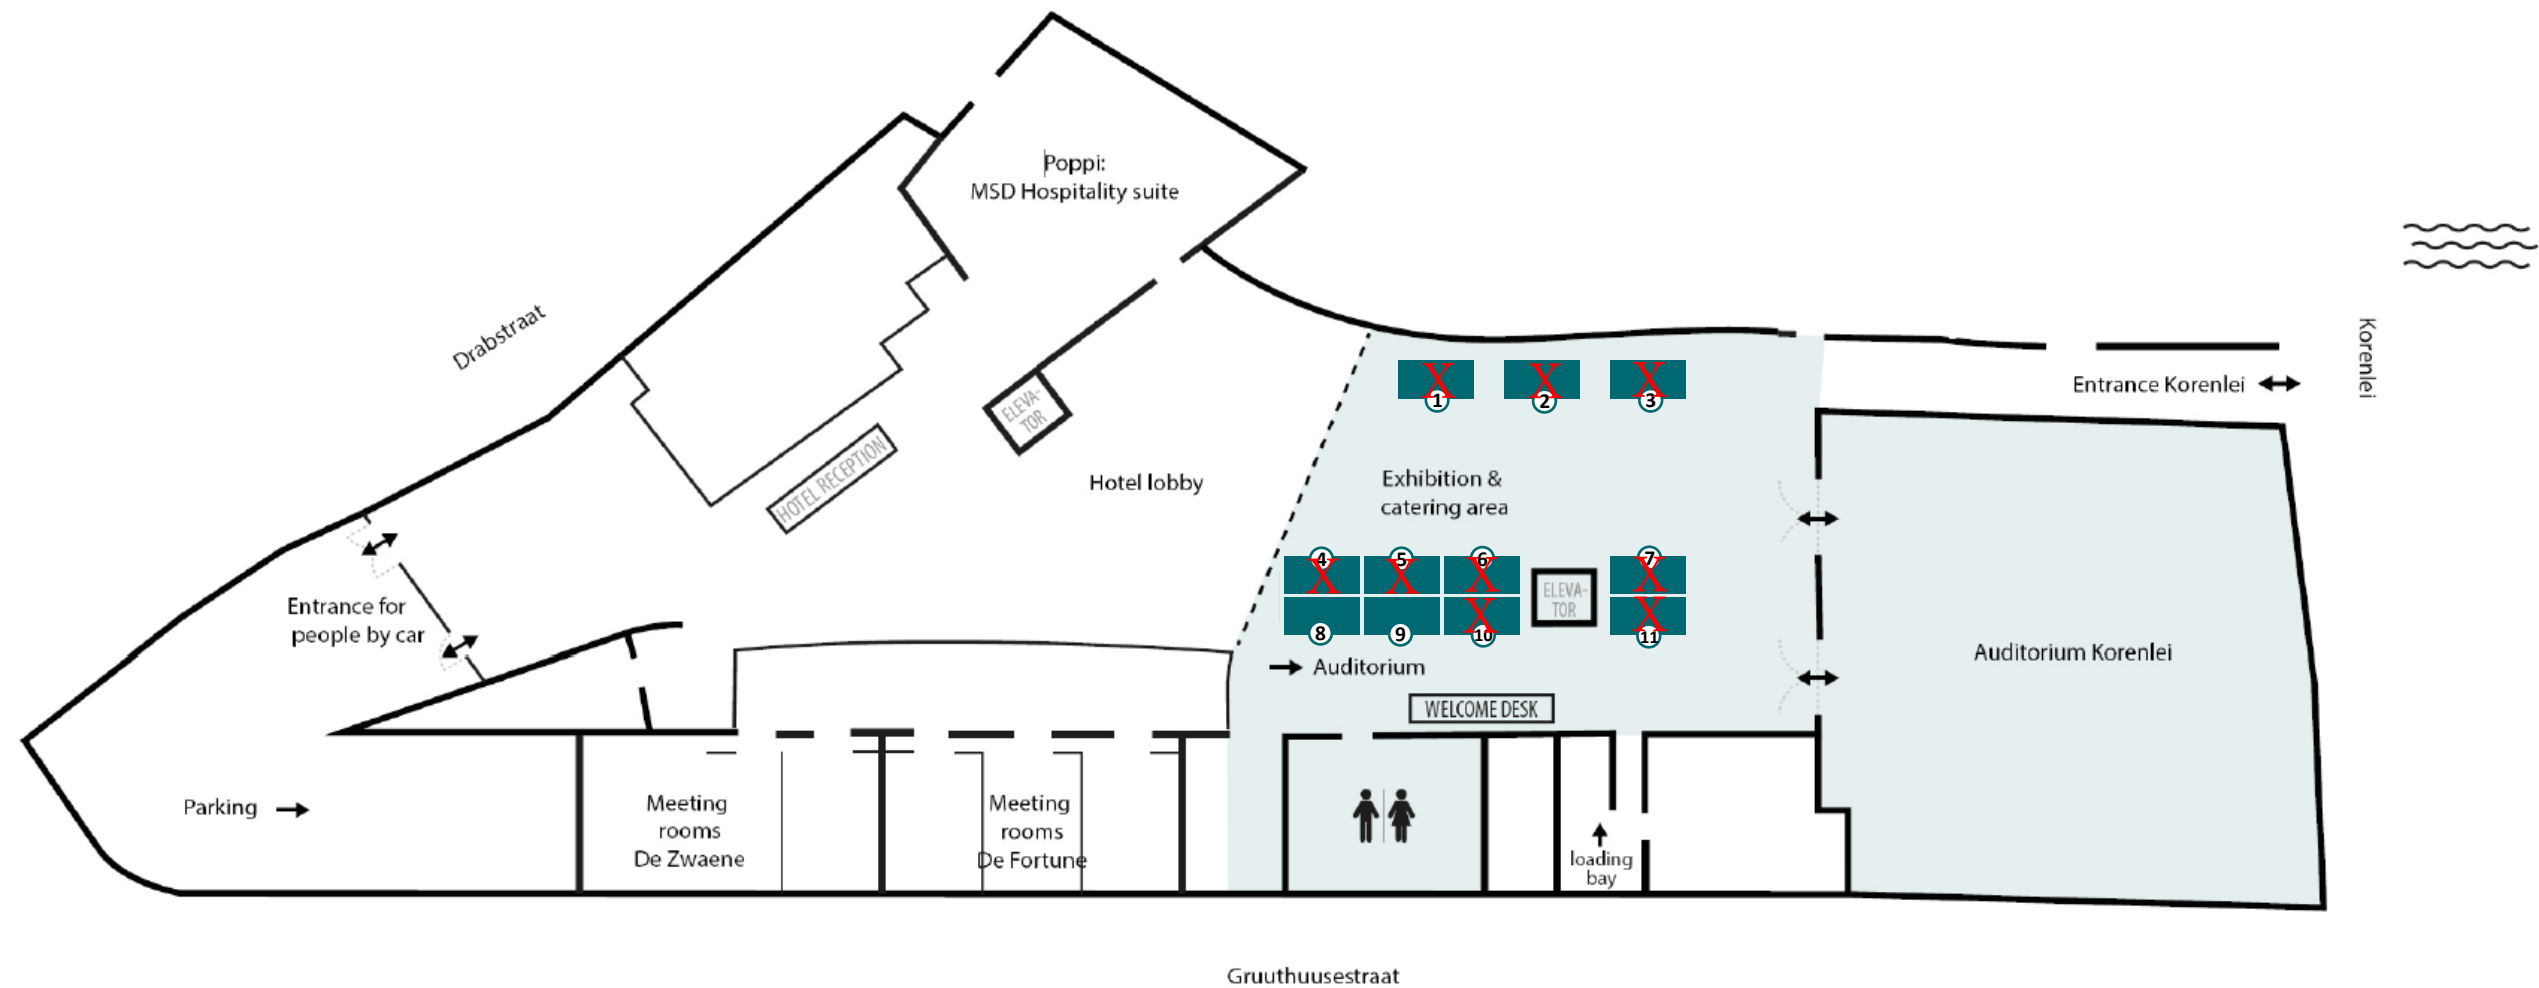 Poppi:
MSD Hospitality suite
Drabstraat
Korenlei
Entrance Korenlei
ELEVA-
TOR
HOTEL RECEPTION
Hotel lobby
X X X
1 2 3
Exhibition &
catering area
4 5 6 7
X X X X
ELEVA-
TOR
X X
8 9 10 11
Entrance for
people by car
Auditorium
Auditorium Korenlei
WELCOME DESK
Parking
Meeting
rooms
De Zwaene
Meeting
rooms
De Fortune
loading
bay
Gruuthuusestraat